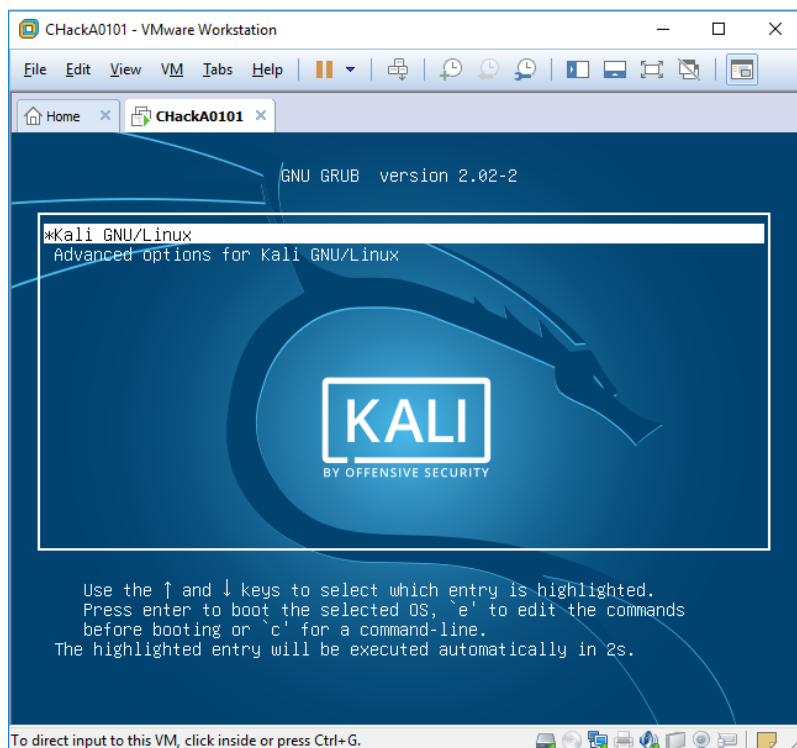 CHackA0101 - VMware Workstation
File Edit View VM Tabs Help
Home CHackA0101
GNU GRUB version 2.02-2
*Kali GNU/Linux
Advanced options for Kali GNU/Linux
KALI
BY OFFENSIVE SECURITY
Use the ↑ and ↓ keys to select which entry is highlighted.
Press enter to boot the selected OS, `e' to edit the commands
before booting or `c' for a command-line.
The highlighted entry will be executed automatically in 2s.
To direct input to this VM, click inside or press Ctrl+G.